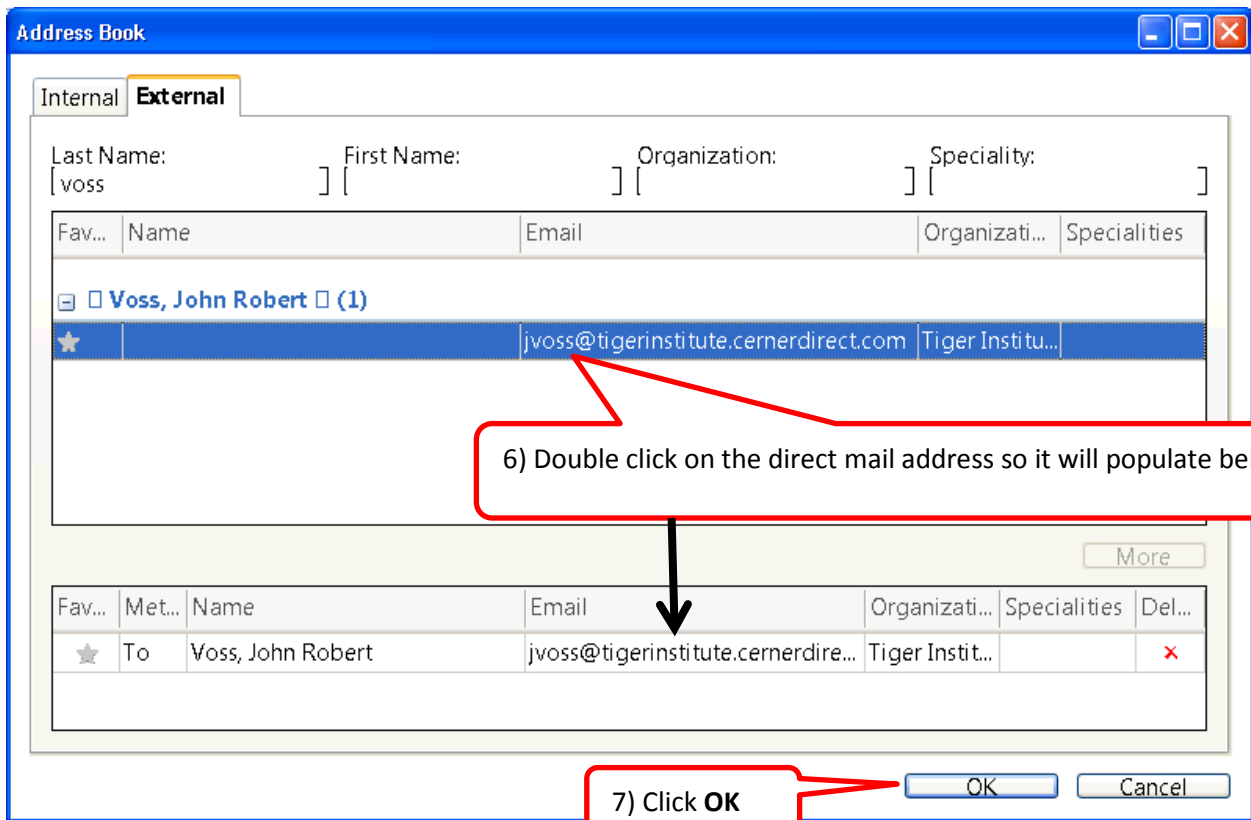 Address Book
Internal External
Last Name: First Name: Organization: Speciality:
voss
Fav... Name Email Organizati... Specialities
Voss, John Robert (1)
jvoss@tigerinstitute.cernerdirect.com Tiger Institu...
6) Double click on the direct mail address so it will populate be
More
Fav... Met... Name Email Organizati... Specialities Del...
To Voss, John Robert jvoss@tigerinstitute.cernerdire... Tiger Instit...
OK Cancel
7) Click OK